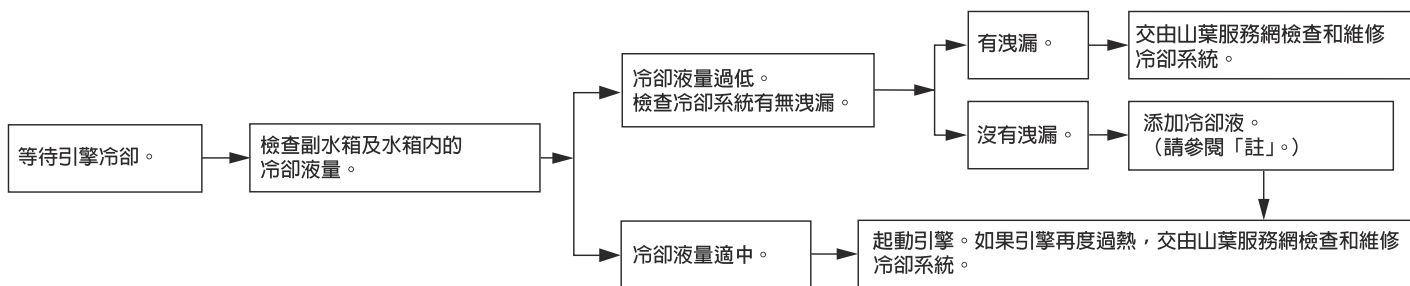 等待引擎冷卻。
檢查副水箱及水箱內的
冷卻液量。
冷卻液量過低。
檢查冷卻系統有無洩漏。
有洩漏。
交由山葉服務網檢查和維修
冷卻系統。
沒有洩漏。
添加冷卻液。
（請參閱「註」。）
冷卻液量適中。
起動引擎。如果引擎再度過熱，交由山葉服務網檢查和維修
冷卻系統。